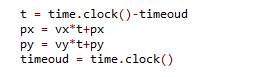 t = time.clock()-timeoud
px = vx*t+px
py = vy*t+py
timeoud = time.clock()